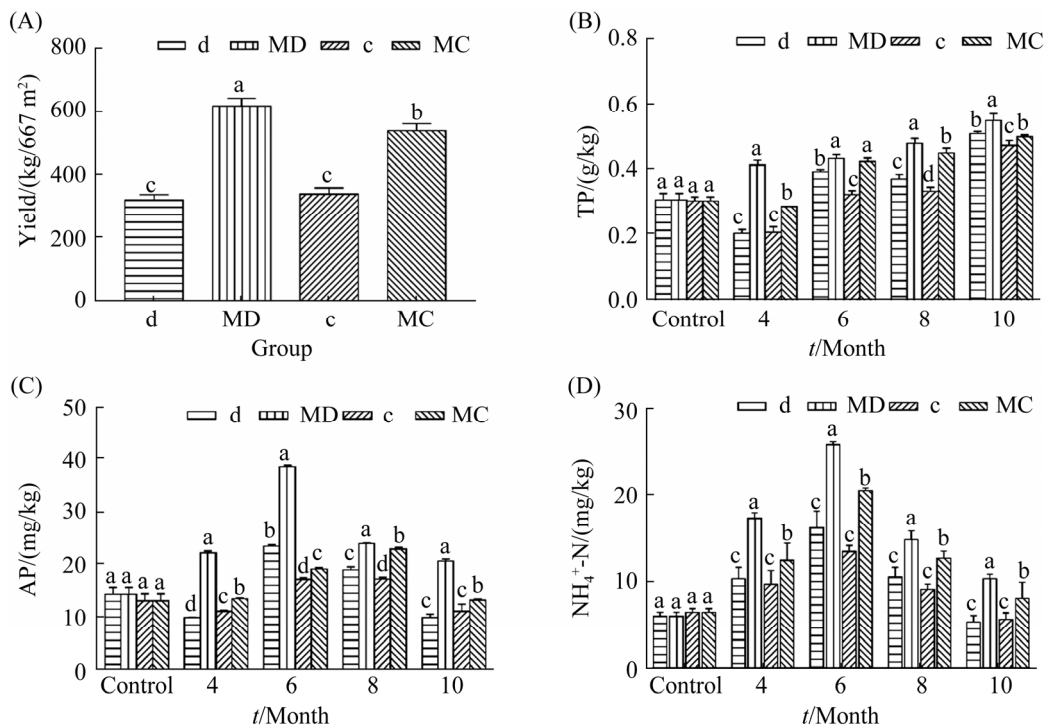 (A)
d MD c MC
Yield/(kg/667 m²)
800
600
400
200
0
c
a
c
b
d MD c MC
Group
(B)
d MD c MC
TP/(g/kg)
0.8
0.6
0.4
0.2
0.0
a a a a
c a c b
b a c a
c a d b
b a c b
Control 4 6 8 10
t/Month
(C)
d MD c MC
AP/(mg/kg)
50
40
30
20
10
0
a a a a
d a c b
b a d c
c a d b
c a c b
Control 4 6 8 10
t/Month
(D)
d MD c MC
NH₄⁺-N/(mg/kg)
30
20
10
0
a a a a
c a c b
c a c b
c a c b
c a c b
Control 4 6 8 10
t/Month